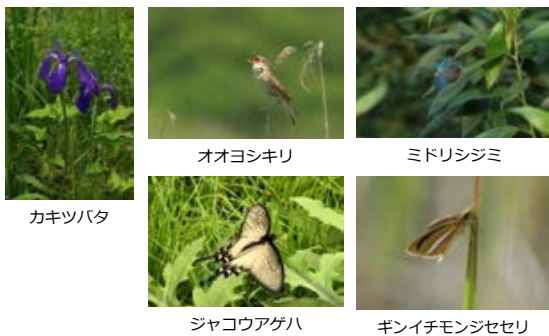 オオヨシキリ
ミドリシジミ
カキツバタ
ジャコウアゲハ
ギンイチモンジセセリ